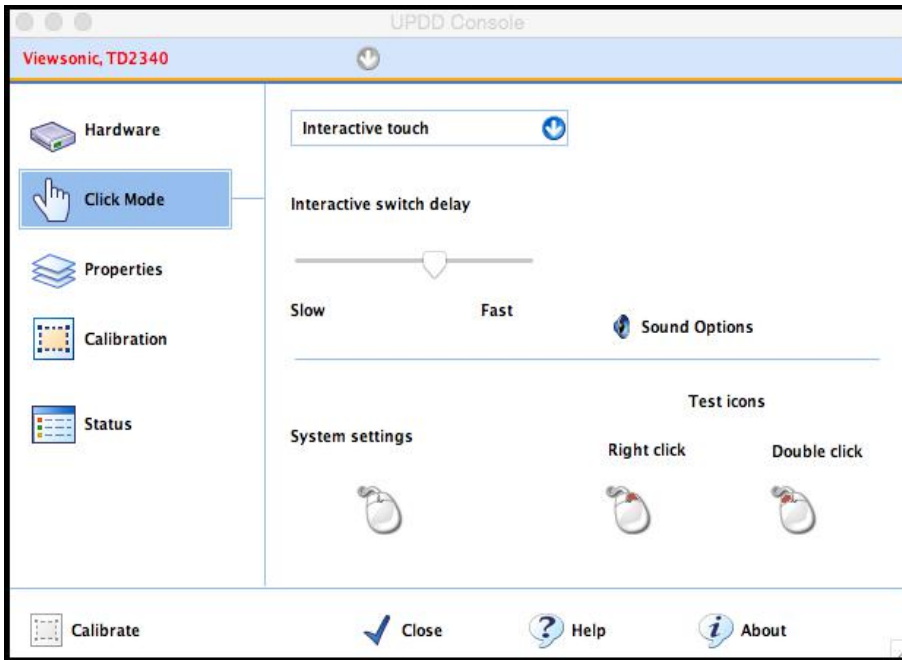 UPDD Console
Viewsonic, TD2340
Hardware
Click Mode
Properties
Calibration
Status
Interactive touch
Interactive switch delay
Slow Fast
Sound Options
Test icons
System settings
Right click Double click
Calibrate Close Help About